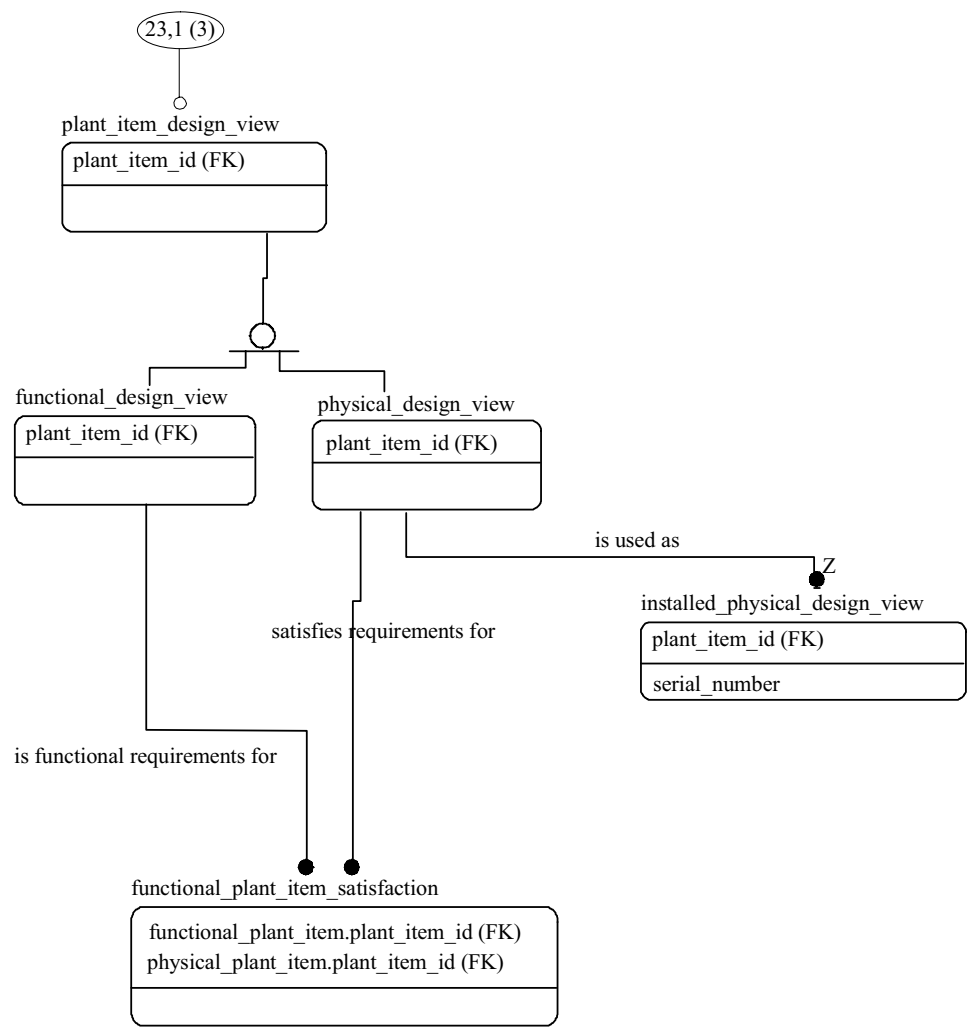 23,1 (3)
plant_item_design_view
plant_item_id (FK)
functional_design_view
plant_item_id (FK)
physical_design_view
plant_item_id (FK)
is used as
Z
installed_physical_design_view
plant_item_id (FK)
serial_number
satisfies requirements for
is functional requirements for
functional_plant_item_satisfaction
functional_plant_item.plant_item_id (FK)
physical_plant_item.plant_item_id (FK)